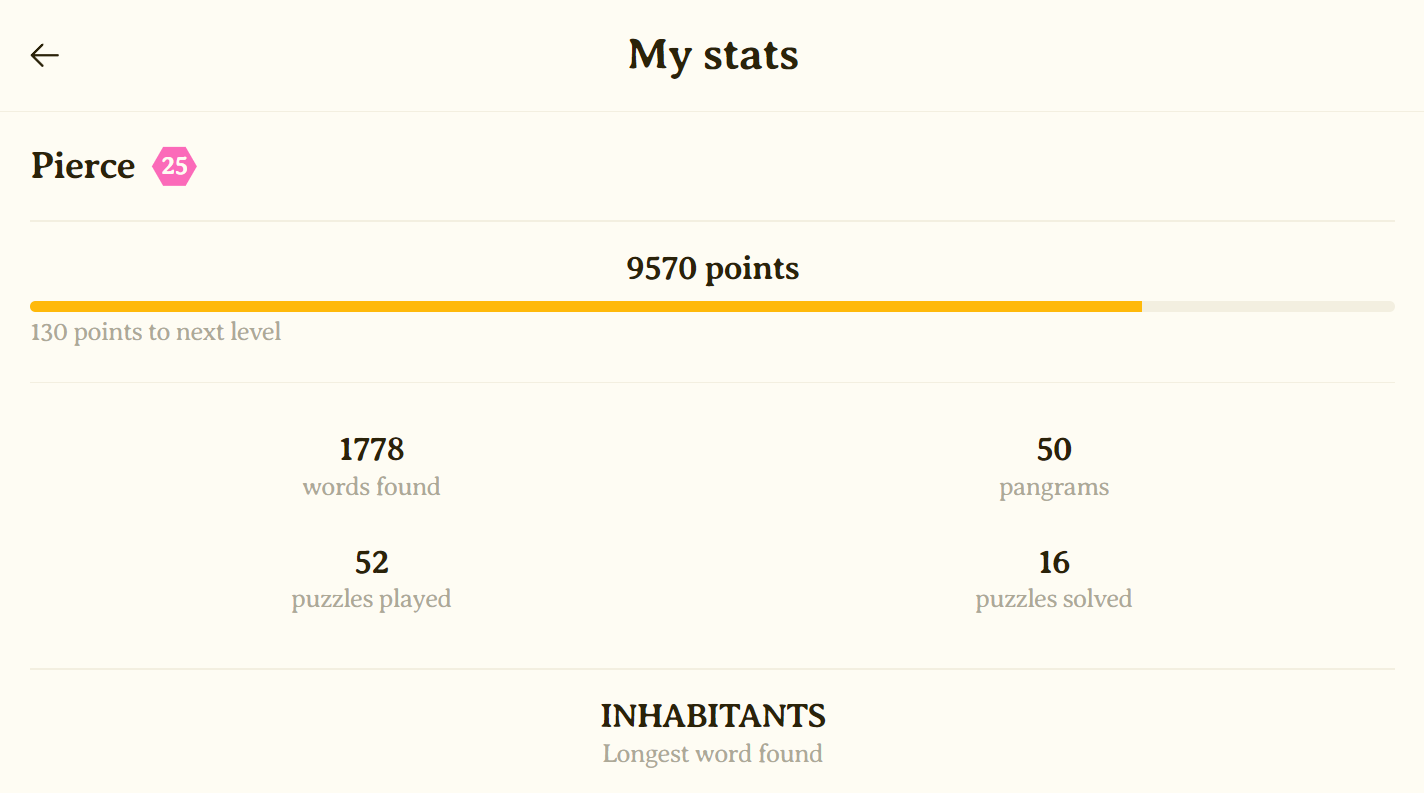 My stats
Pierce 25
9570 points
130 points to next level
1778
words found
50
pangrams
52
puzzles played
16
puzzles solved
INHABITANTS
Longest word found